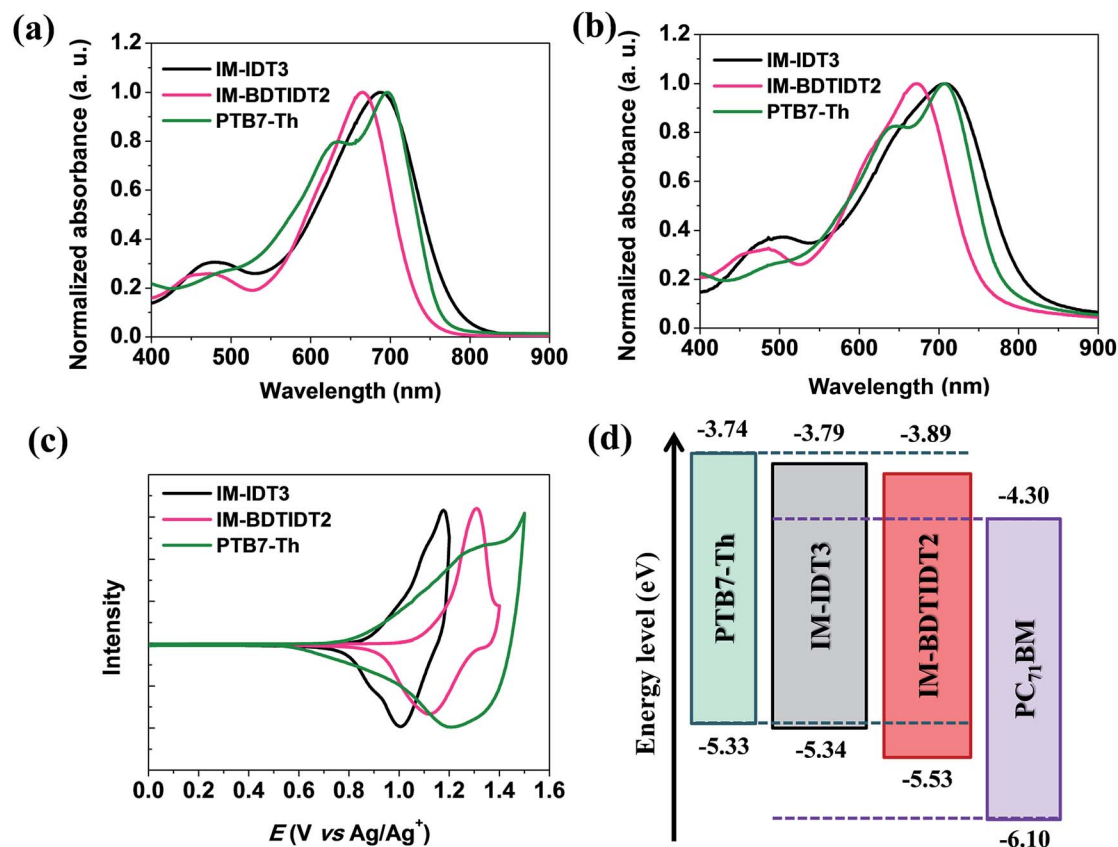 (a)
Normalized absorbance (a. u.)
1.2
1.0
0.8
0.6
0.4
0.2
0.0
IM-IDT3
IM-BDTIDT2
PTB7-Th
400 500 600 700 800 900
Wavelength (nm)
(b)
Normalized absorbance (a. u.)
1.2
1.0
0.8
0.6
0.4
0.2
0.0
IM-IDT3
IM-BDTIDT2
PTB7-Th
400 500 600 700 800 900
Wavelength (nm)
(c)
Intensity
IM-IDT3
IM-BDTIDT2
PTB7-Th
0.0 0.2 0.4 0.6 0.8 1.0 1.2 1.4 1.6
E (V vs Ag/Ag⁺)
(d)
Energy level (eV)
-3.74 -3.79 -3.89
-4.30
PTB7-Th
IM-IDT3
IM-BDTIDT2
PC₇₁BM
-5.33 -5.34
-5.53
-6.10